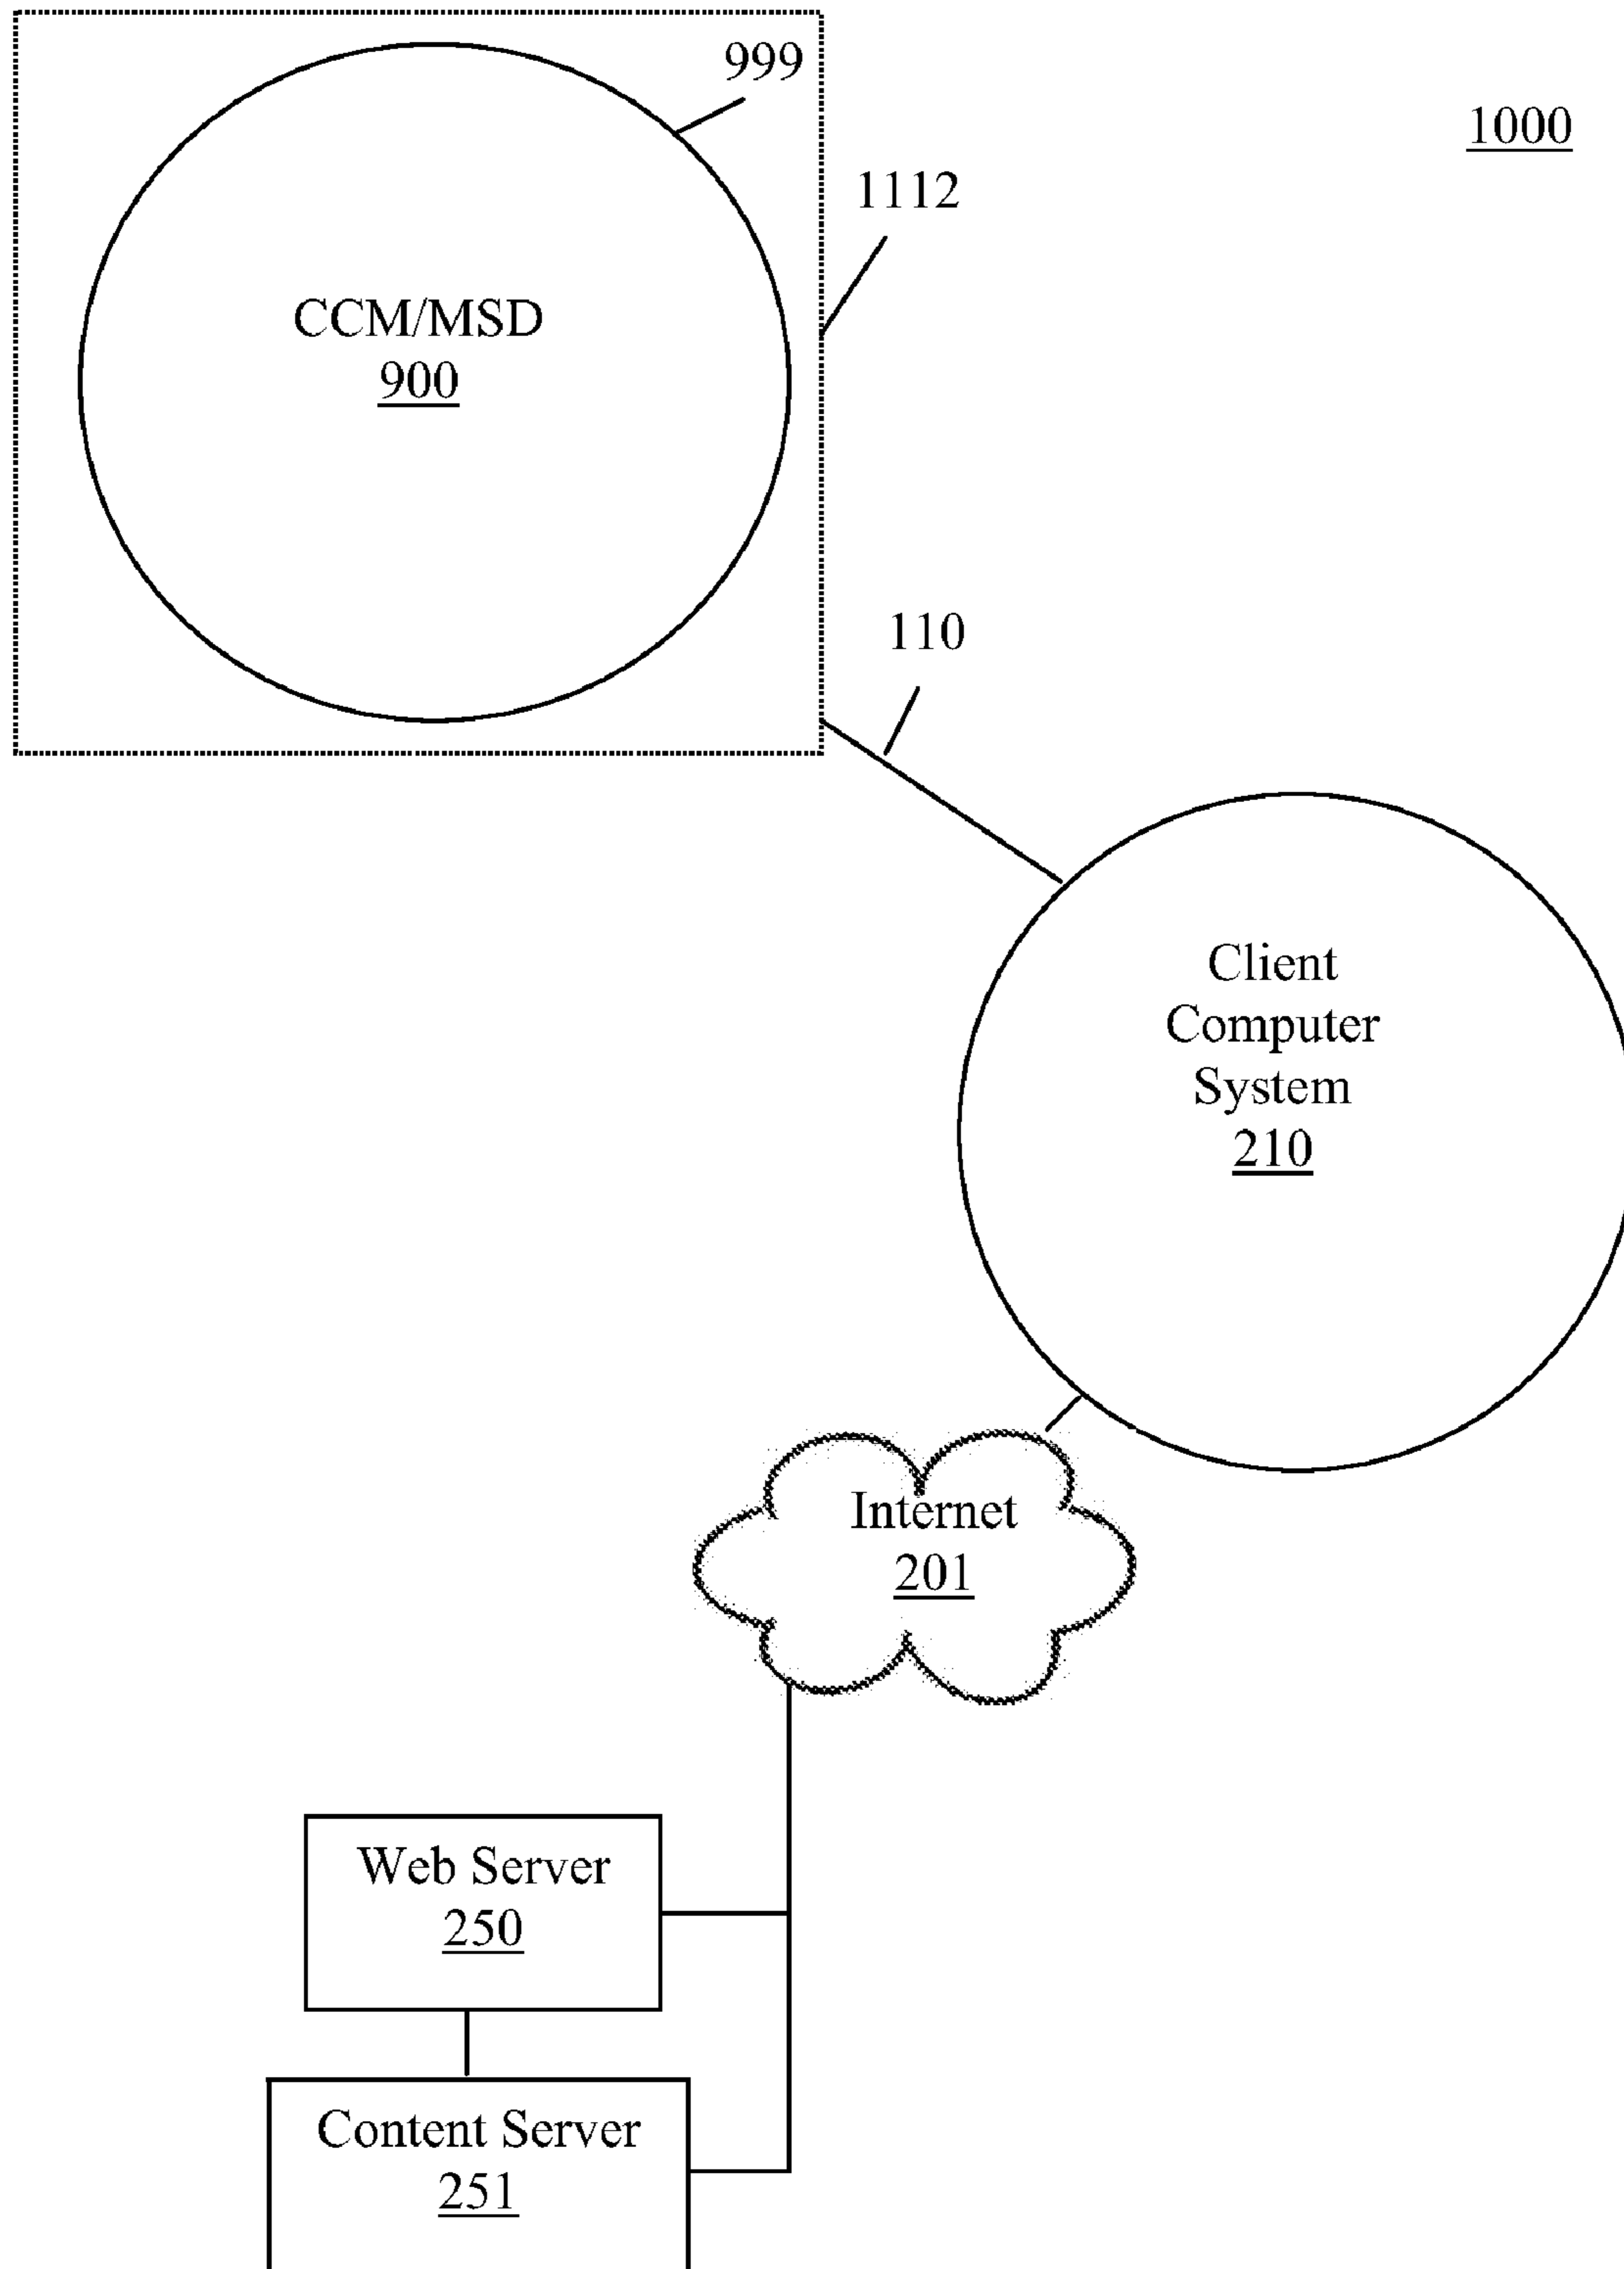 999
1000
1112
CCM/MSD
900
110
Client
Computer
System
210
Internet
201
Web Server
250
Content Server
251